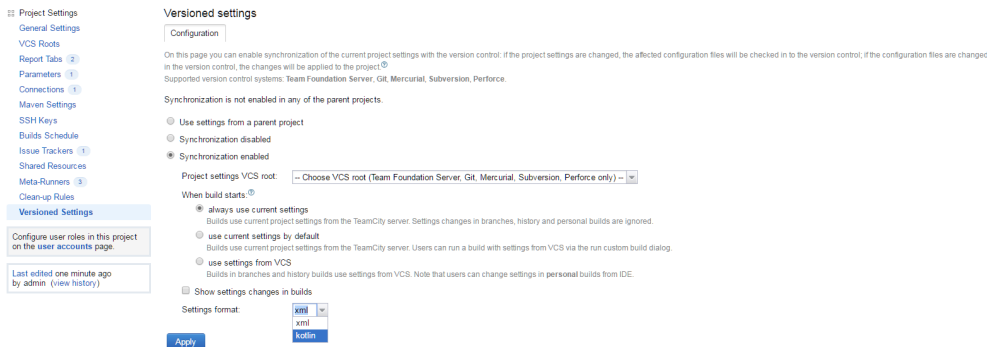 Project Settings
General Settings
VCS Roots
Report Tabs 2
Parameters 1
Connections 1
Maven Settings
SSH Keys
Builds Schedule
Issue Trackers 1
Shared Resources
Meta-Runners 3
Clean-up Rules
Versioned Settings
Configure user roles in this project
on the user accounts page.
Last edited one minute ago
by admin (view history)
Versioned settings
Configuration
On this page you can enable synchronization of the current project settings with the version control: if the project settings are changed, the affected configuration files will be checked in to the version control; if the configuration files are changed
in the version control, the changes will be applied to the project.
Supported version control systems: Team Foundation Server, Git, Mercurial, Subversion, Perforce.
Synchronization is not enabled in any of the parent projects.
Use settings from a parent project
Synchronization disabled
Synchronization enabled
Project settings VCS root: -- Choose VCS root (Team Foundation Server, Git, Mercurial, Subversion, Perforce only) --
When build starts:
always use current settings
Builds use current project settings from the TeamCity server. Settings changes in branches, history and personal builds are ignored.
use current settings by default
Builds use current project settings from the TeamCity server. Users can run a build with settings from VCS via the run custom build dialog.
use settings from VCS
Builds in branches and history builds use settings from VCS. Note that users can change settings in personal builds from IDE.
Show settings changes in builds
Settings format: xml
xml
kotlin
Apply